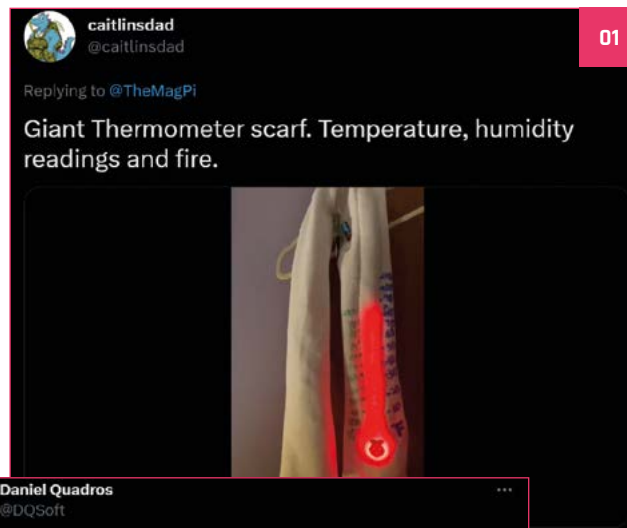 caitlinsdad
@caitlinsdad
01
Replying to @TheMagPi
Giant Thermometer scarf. Temperature, humidity
readings and fire.
Daniel Quadros
@DQSoft